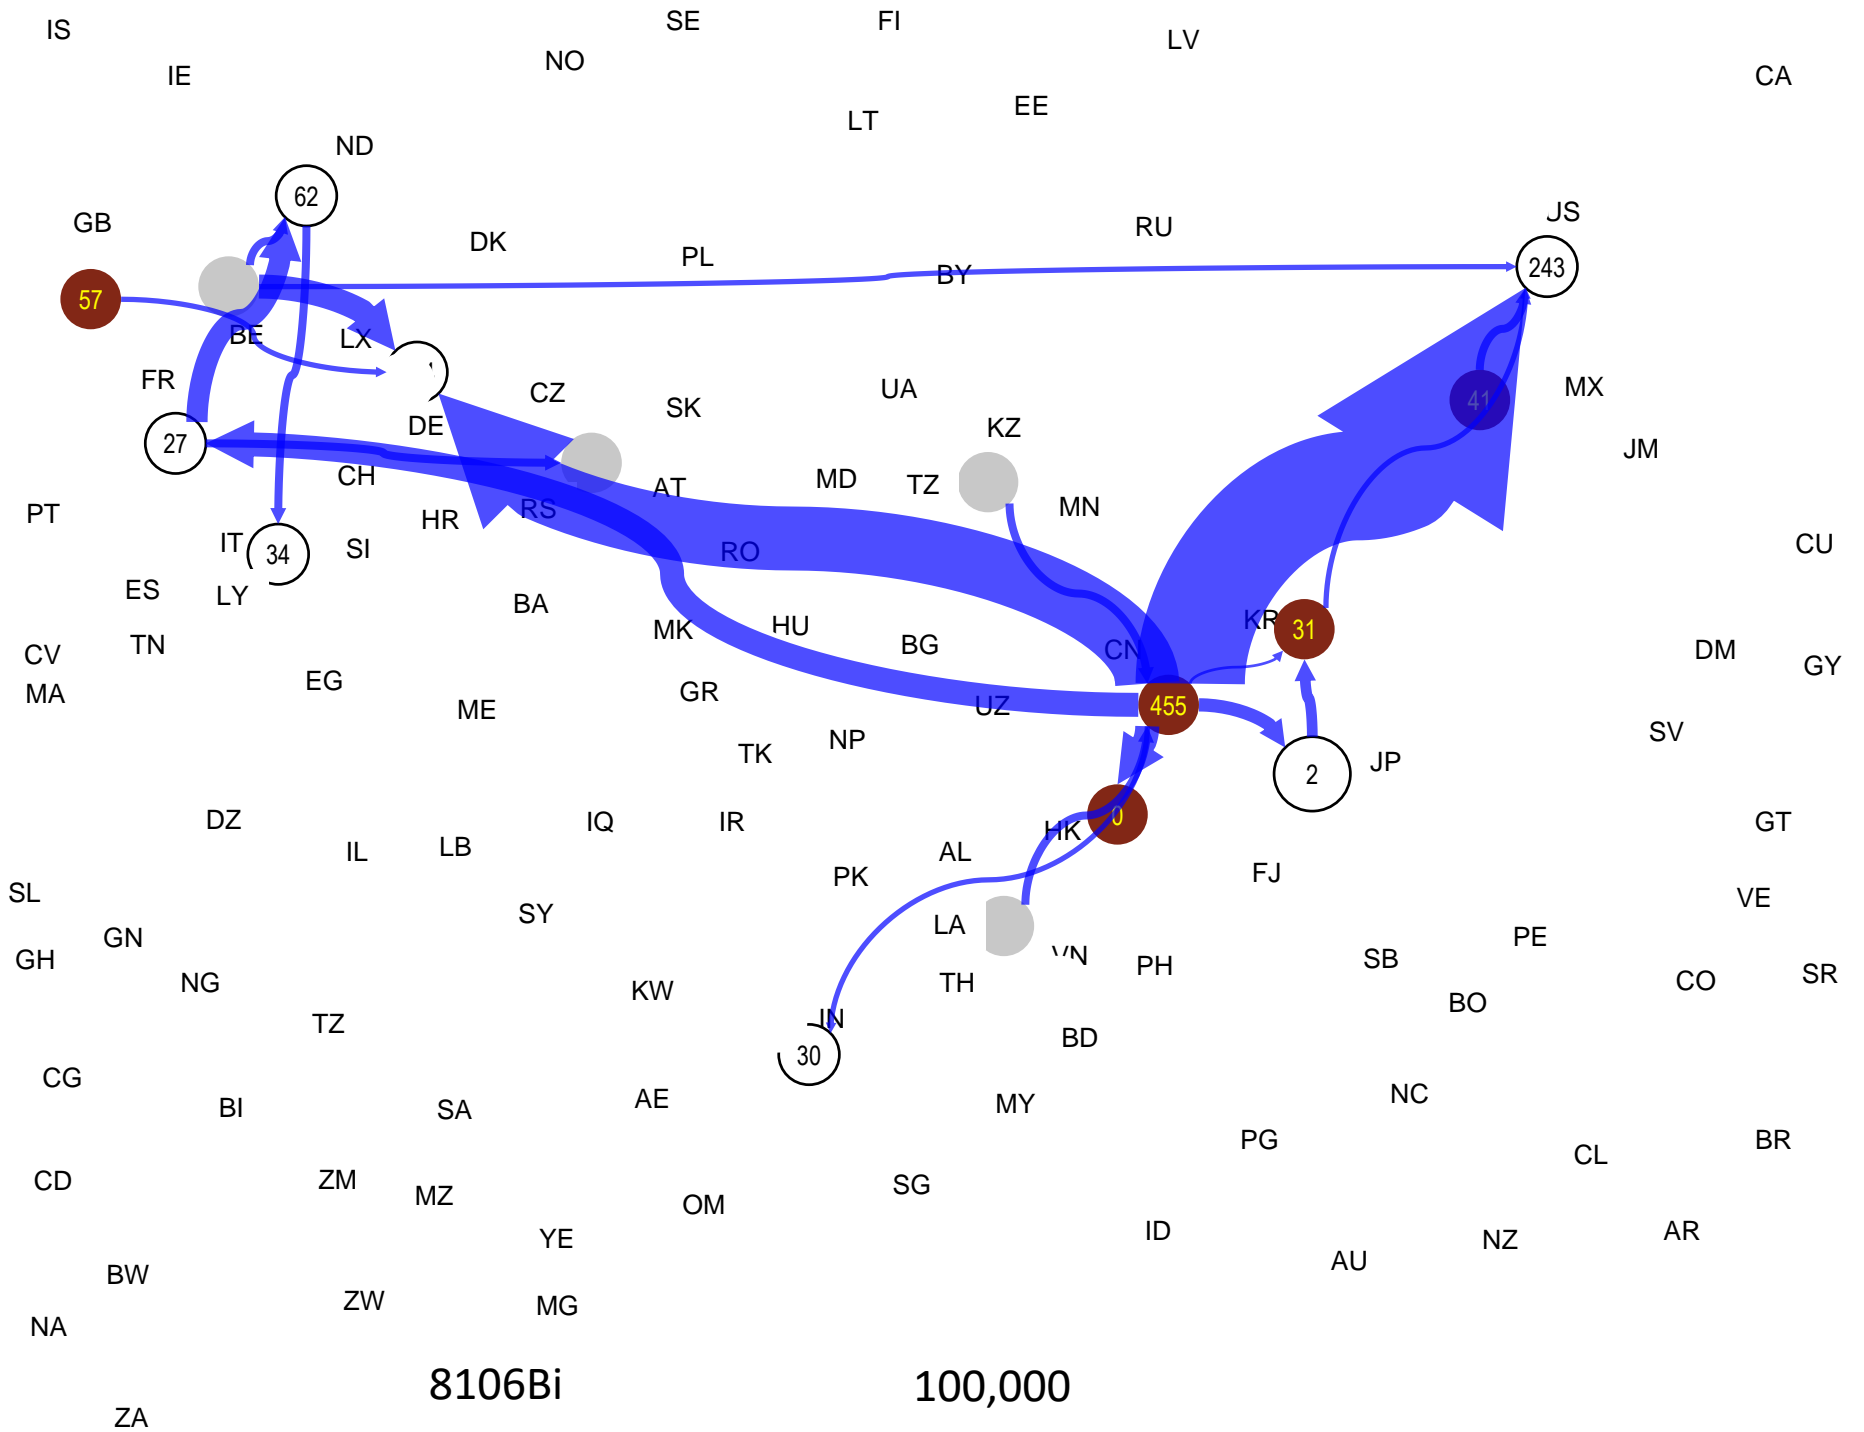 SE FI
IS LV
NO
IE CA
EE
LT
ND
62
JS
GB RU
DK
PL
243
BY
57
BE LX
FR CZ UA MX
41
SK
DE KZ
27 JM
CH MD TZ AT
RS MN
PT HR
IT SI RO CU
34
ES LY
BA
KR
TN MK HU 31
CV BG CN DM
GY
MA EG GR
ME UZ 455
SV
NP
TK JP
2
DZ IQ IR 0 GT
HK
IL LB AL
PK FJ
SL VE
SY
GN LA PE
GH VN PH SB
NG KW TH CO SR
BO
TZ IN
BD
30
CG
BI SA AE MY NC
PG BR
CL
CD ZM SG
MZ OM
YE ID NZ AR
AU
BW
ZW MG
NA
8106Bi 100,000
ZA